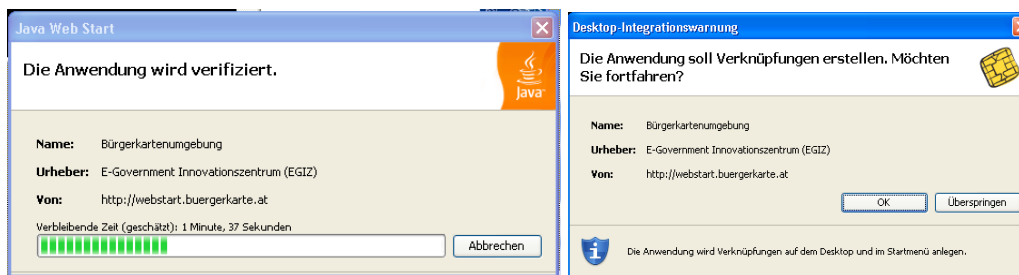 Java Web Start
Die Anwendung wird verifiziert.
Java
Name: Bürgerkartenumgebung
Urheber: E-Government Innovationszentrum (EGIZ)
Von: http://webstart.buergerkarte.at
Verbleibende Zeit (geschätzt): 1 Minute, 37 Sekunden
Abbrechen
Desktop-Integrationswarnung
Die Anwendung soll Verknüpfungen erstellen. Möchten
Sie fortfahren?
Name: Bürgerkartenumgebung
Urheber: E-Government Innovationszentrum (EGIZ)
Von: http://webstart.buergerkarte.at
OK Überspringen
Die Anwendung wird Verknüpfungen auf dem Desktop und im Startmenü anlegen.